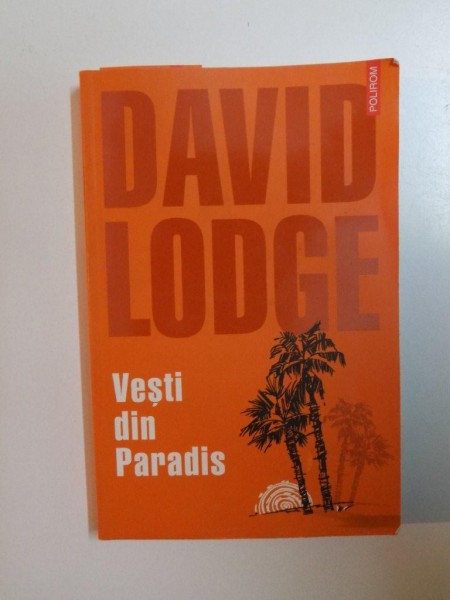 POLIROM
DAVID
LODGE
Vești
din
Paradis